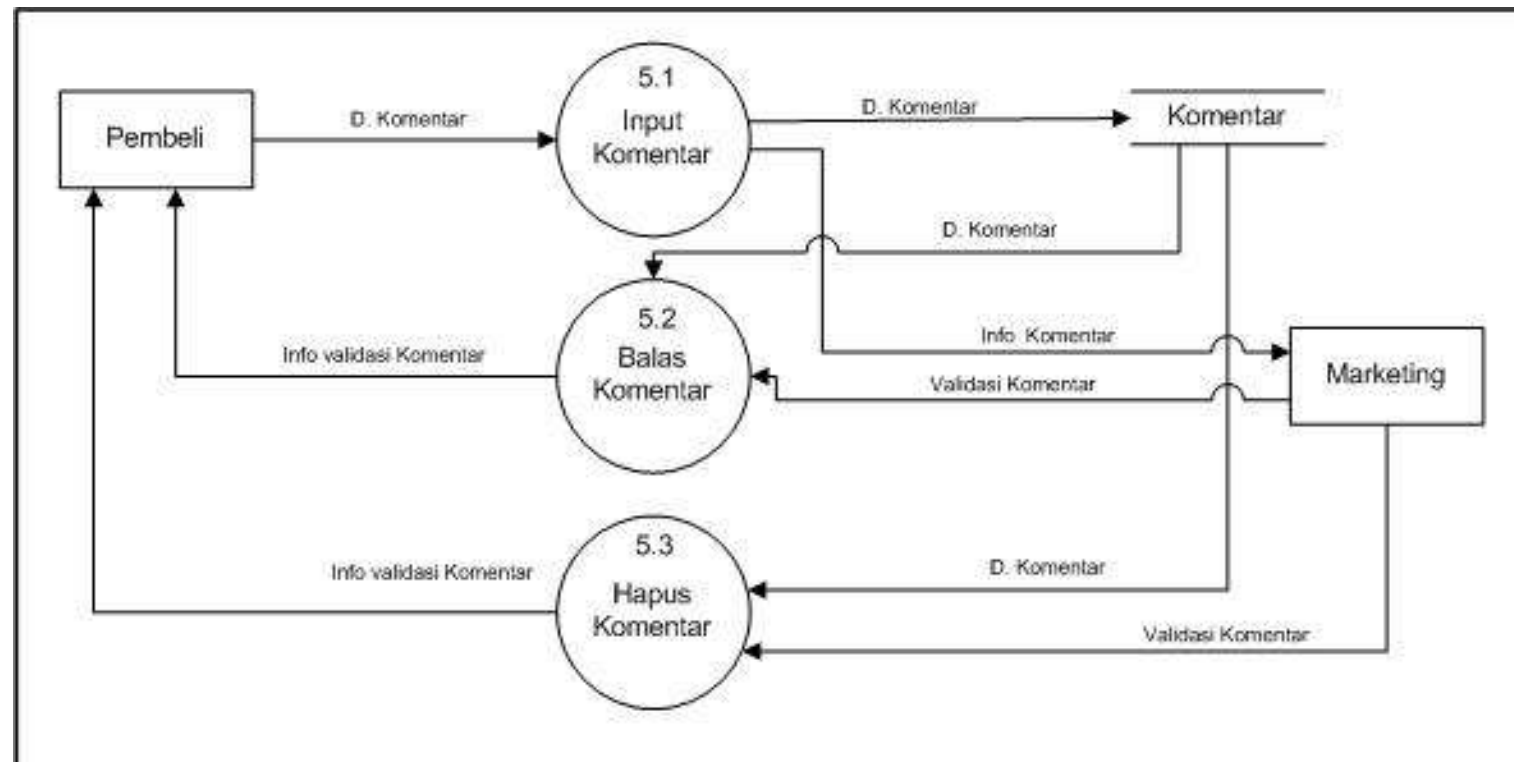 5.1
Input
Komentar
Pembeli
D. Komentar
D. Komentar
Komentar
D. Komentar
5.2
Balas
Komentar
Info validasi Komentar
Info Komentar
Validasi Komentar
Marketing
5.3
Hapus
Komentar
Info validasi Komentar
D. Komentar
Validasi Komentar